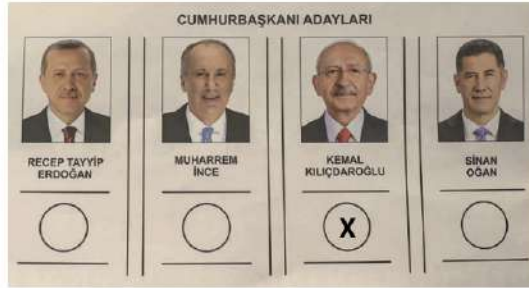 CUMHURBAŞKANI ADAYLARI
RECEP TAYYİP
ERDOĞAN
MUHARREM
İNCE
KEMAL
KILIÇDAROĞLU
SİNAN
OĞAN
X